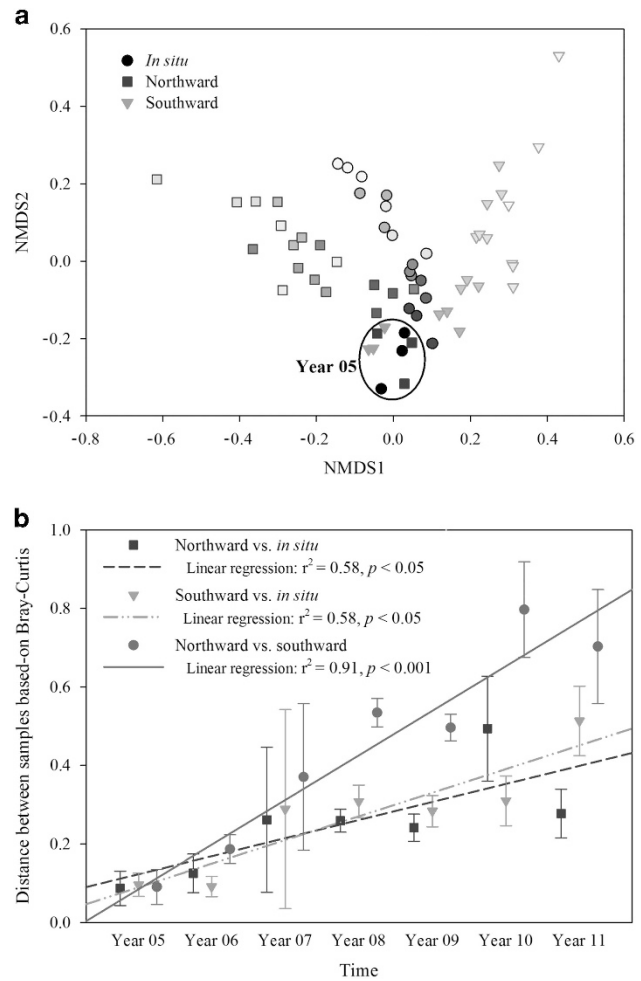 a
0.6
0.4
0.2
0.0
-0.2
-0.4
NMDS2
In situ
Northward
Southward
Year 05
-0.8 -0.6 -0.4 -0.2 0.0 0.2 0.4 0.6
NMDS1
b
1.0
0.8
0.6
0.4
0.2
0.0
Distance between samples based-on Bray-Curtis
Northward vs. in situ
Linear regression: r² = 0.58, p < 0.05
Southward vs. in situ
Linear regression: r² = 0.58, p < 0.05
Northward vs. southward
Linear regression: r² = 0.91, p < 0.001
Year 05 Year 06 Year 07 Year 08 Year 09 Year 10 Year 11
Time